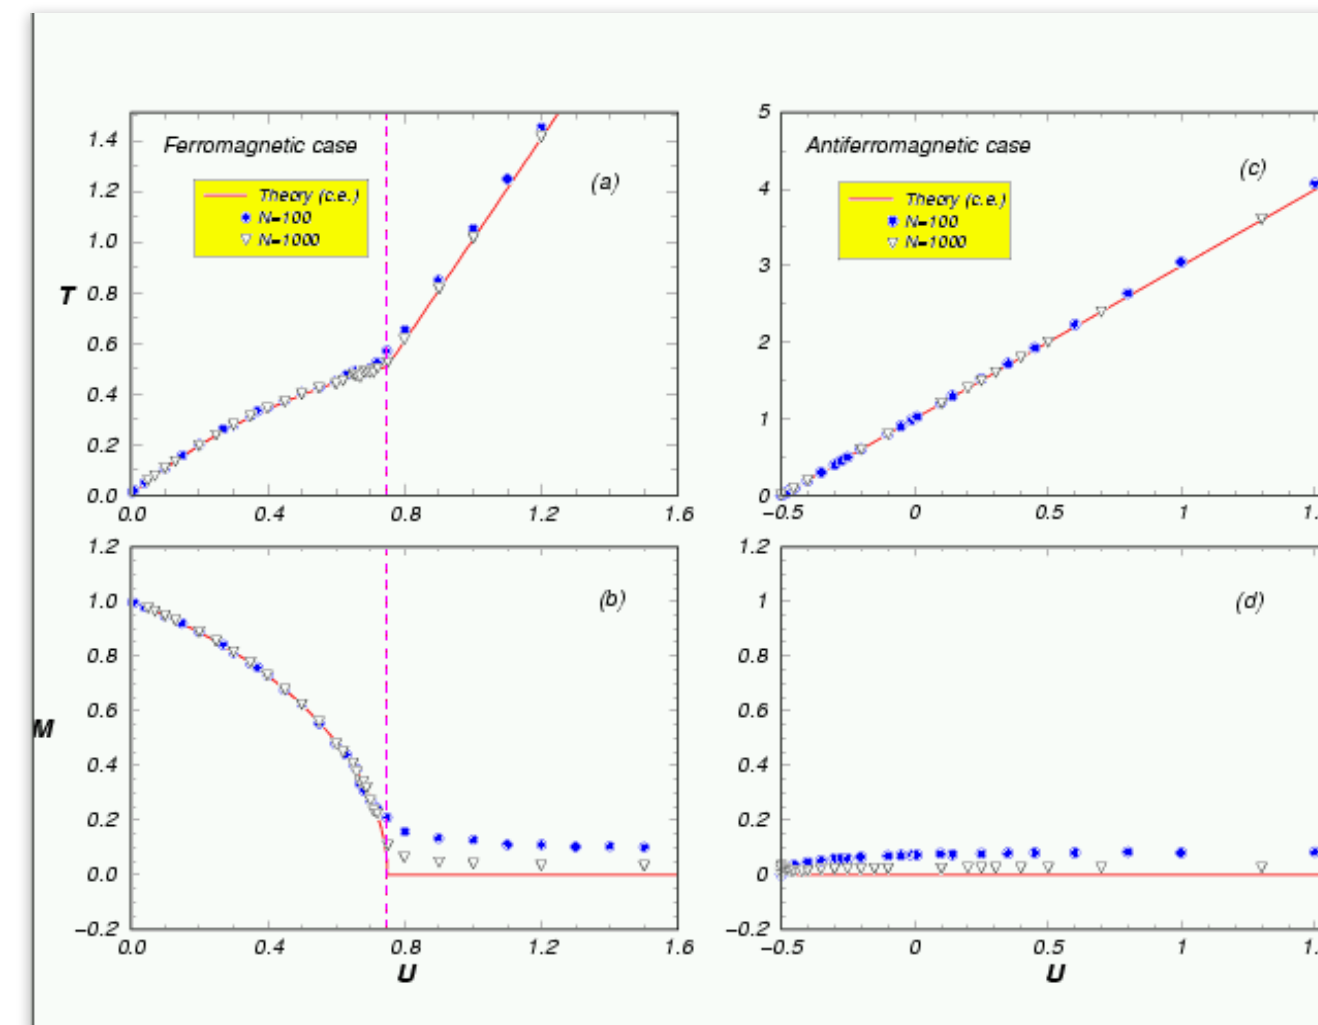 Ferromagnetic case
(a)
Theory (c.e.)
N=100
N=1000
T
1.4
1.2
1.0
0.8
0.6
0.4
0.2
0.0
0.0 0.4 0.8 1.2 1.6
Antiferromagnetic case
(c)
Theory (c.e.)
N=100
N=1000
5
4
3
2
1
0
−0.5 0 0.5 1 1.
(b)
M
1.2
1.0
0.8
0.6
0.4
0.2
0.0
−0.2
0.0 0.4 0.8 1.2 1.6
U
(d)
1.2
1
0.8
0.6
0.4
0.2
0
−0.2
−0.5 0 0.5 1 1.
U